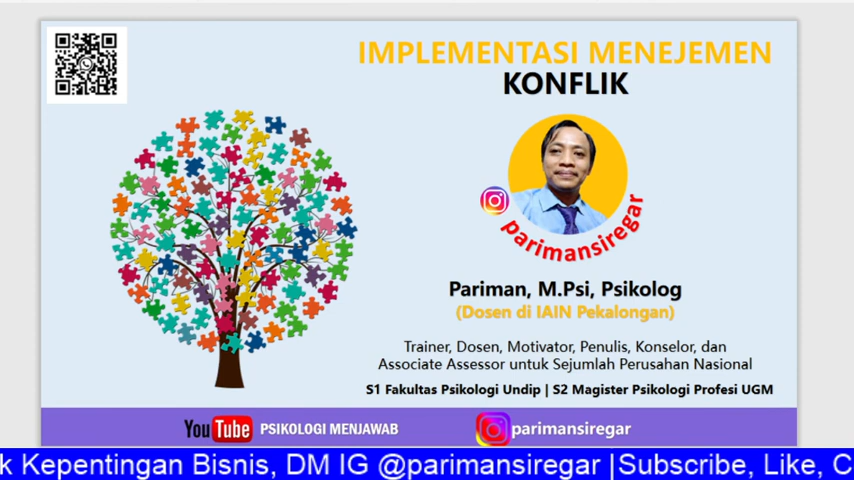 IMPLEMENTASI MENEJEMEN
KONFLIK
parimansiregar
Pariman, M.Psi, Psikolog
(Dosen di IAIN Pekalongan)
Trainer, Dosen, Motivator, Penulis, Konselor, dan
Associate Assessor untuk Sejumlah Perusahan Nasional
S1 Fakultas Psikologi Undip | S2 Magister Psikologi Profesi UGM
YouTube PSIKOLOGI MENJAWAB
parimansiregar
k Kepentingan Bisnis, DM IG @parimansiregar |Subscribe, Like, C